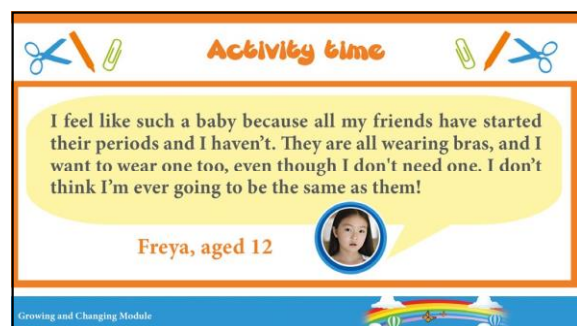 Activity time
I feel like such a baby because all my friends have started
their periods and I haven't. They are all wearing bras, and I
want to wear one too, even though I don't need one. I don't
think I'm ever going to be the same as them!
Freya, aged 12
Growing and Changing Module